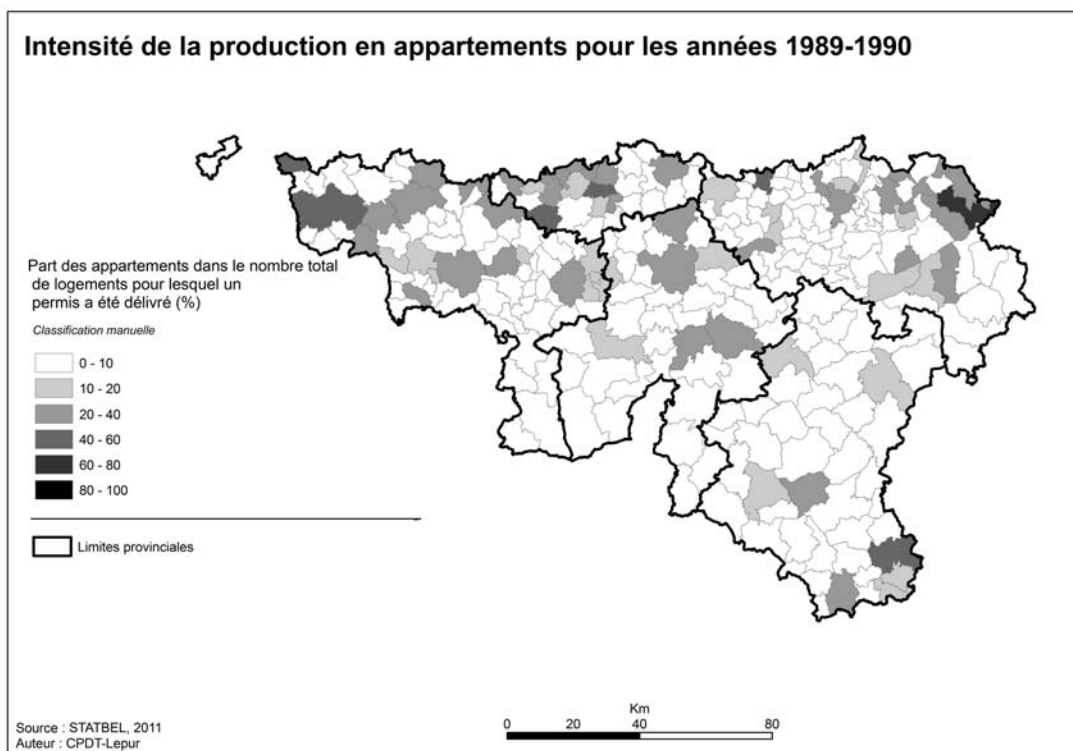 Intensité de la production en appartements pour les années 1989-1990
Part des appartements dans le nombre total
de logements pour lesquel un
permis a été délivré (%)
Classification manuelle
0 - 10
10 - 20
20 - 40
40 - 60
60 - 80
80 - 100
Limites provinciales
Km
0 20 40 80
Source : STATBEL, 2011
Auteur : CPDT-Lepur